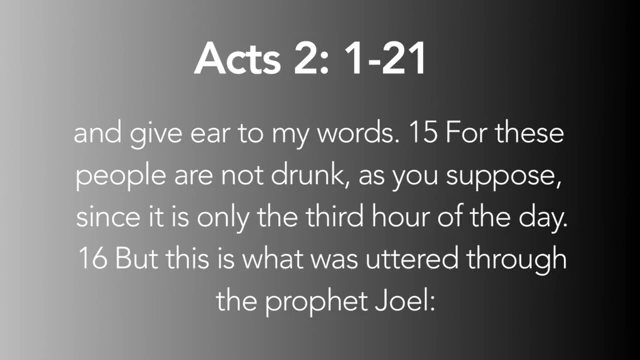 Acts 2: 1-21
and give ear to my words. 15 For these
people are not drunk, as you suppose,
since it is only the third hour of the day.
16 But this is what was uttered through
the prophet Joel: